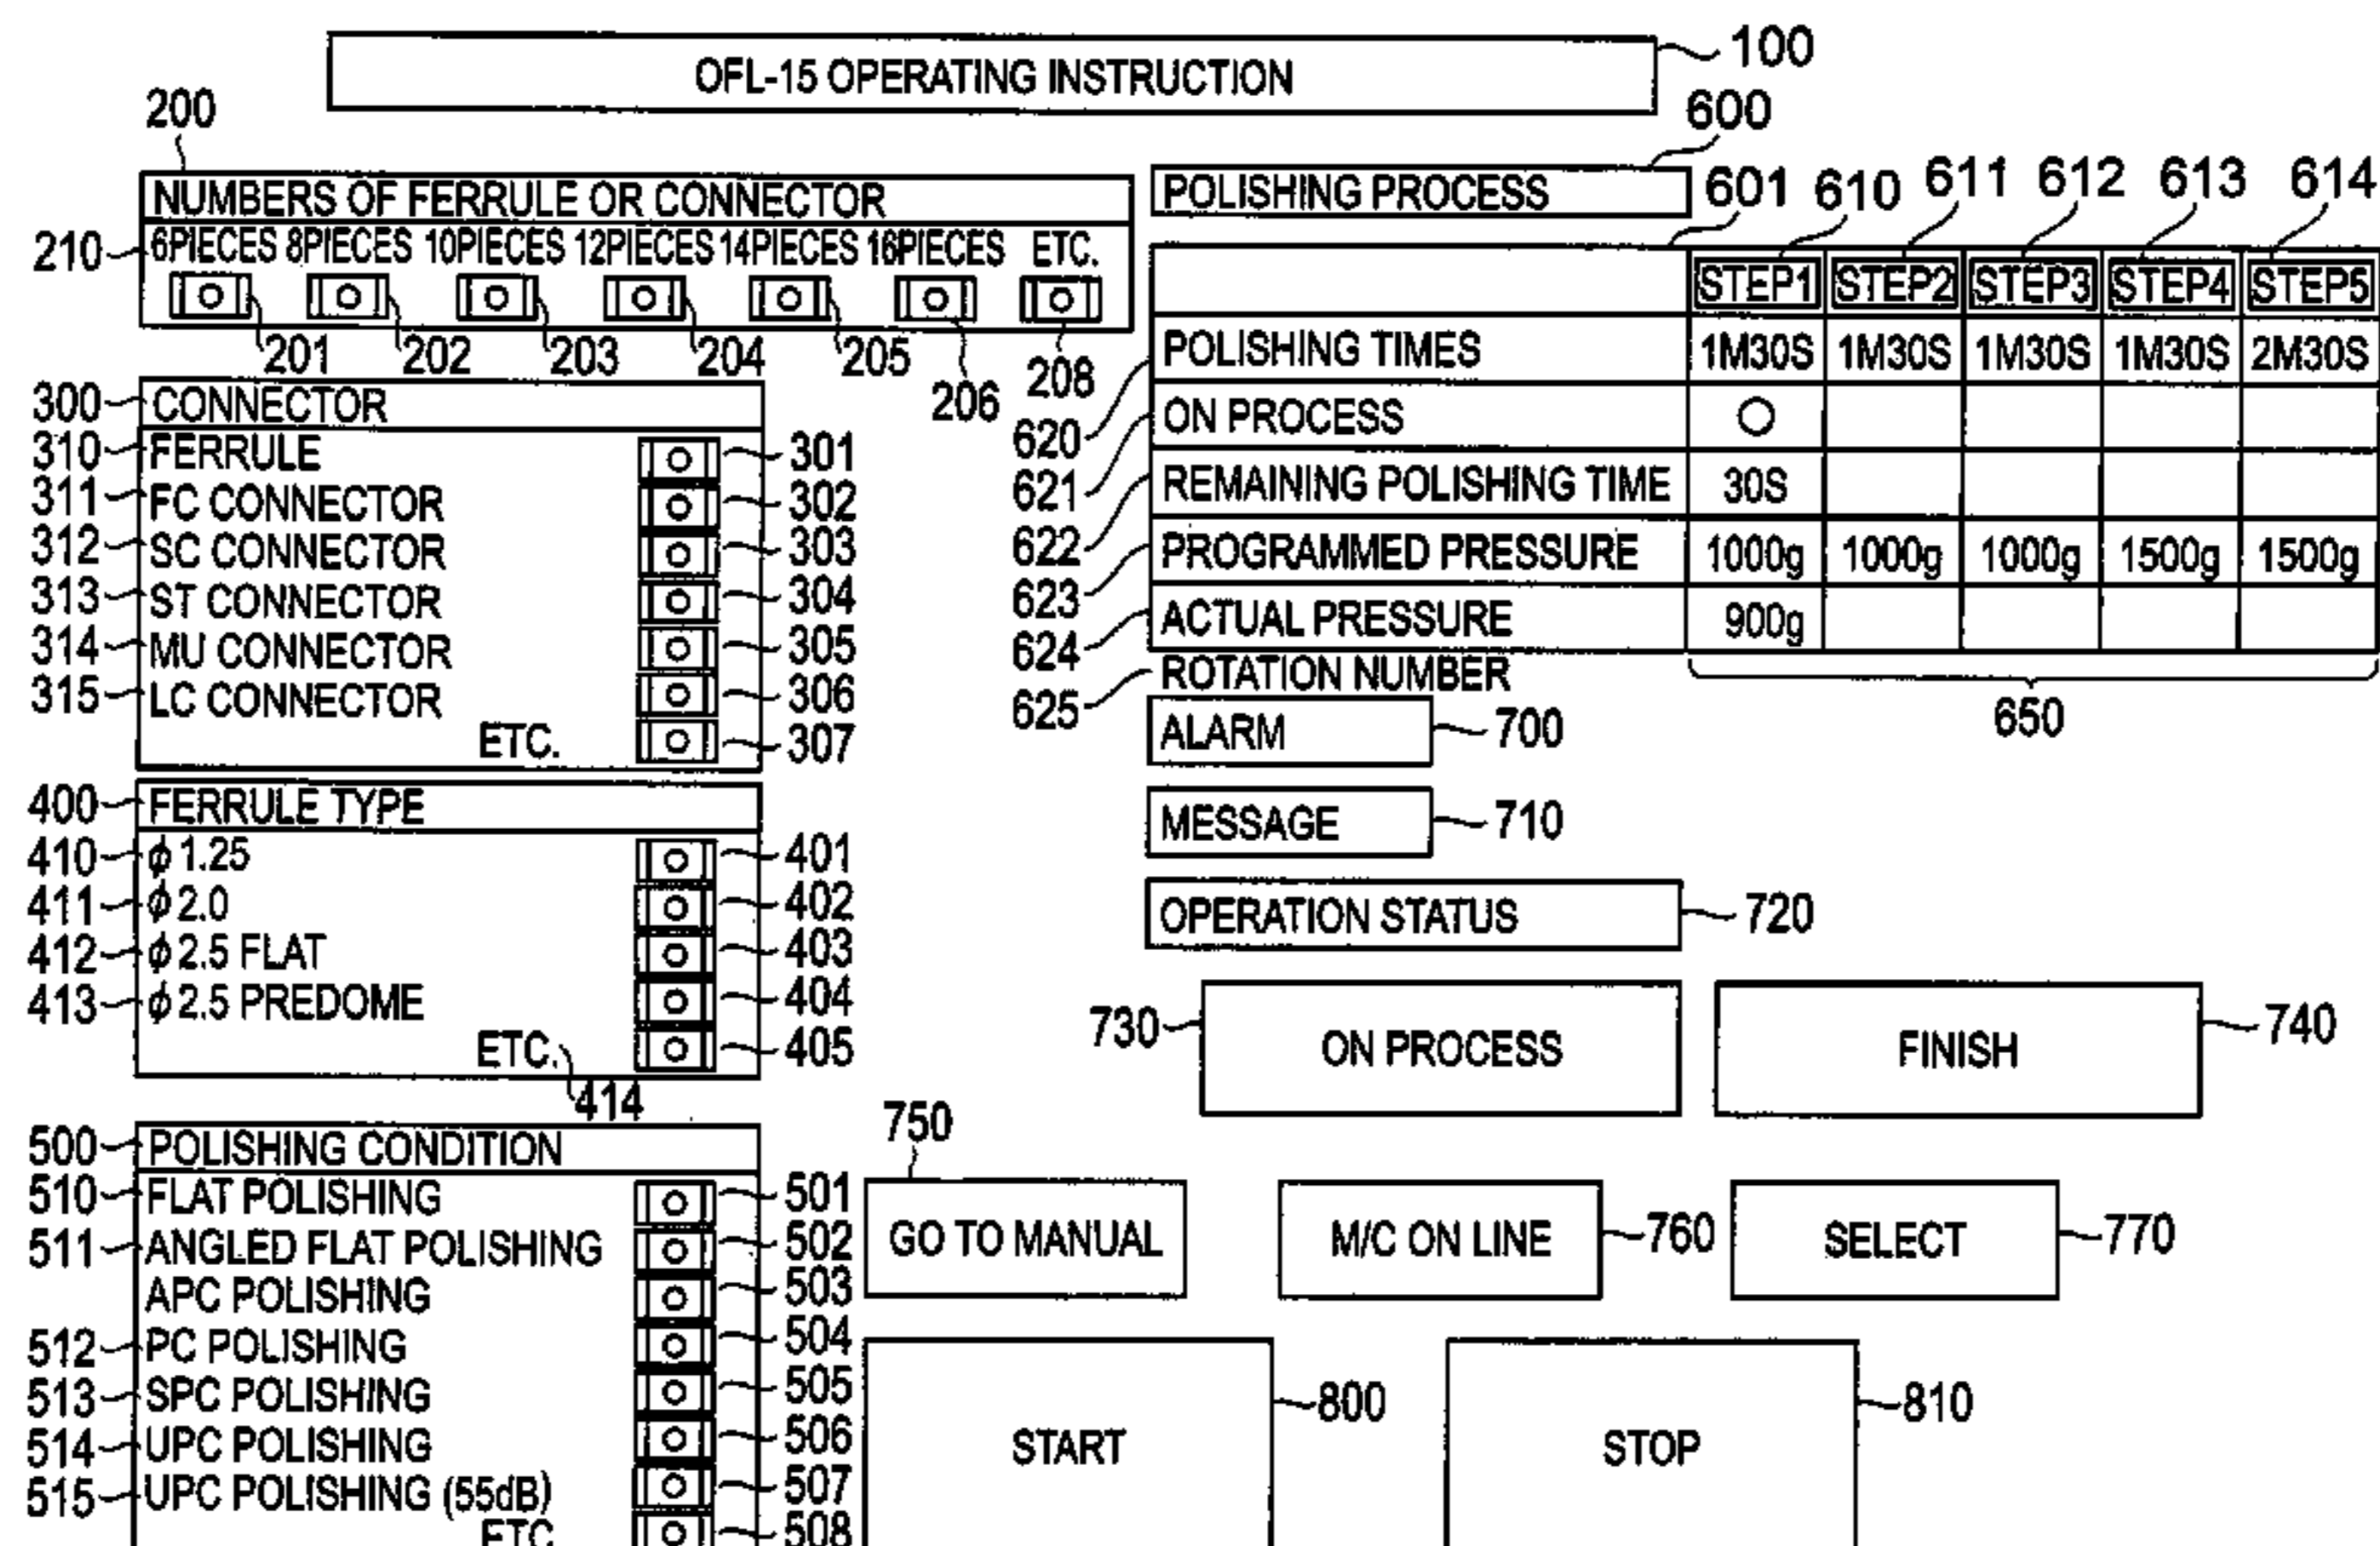 OFL-15 OPERATING INSTRUCTION 100
200
NUMBERS OF FERRULE OR CONNECTOR
210 6PIECES 8PIECES 10PIECES 12PIECES 14PIECES 16PIECES ETC.
201 202 203 204 205 206 208
300 CONNECTOR
310 FERRULE 301
311 FC CONNECTOR 302
312 SC CONNECTOR 303
313 ST CONNECTOR 304
314 MU CONNECTOR 305
315 LC CONNECTOR 306
ETC. 307
400 FERRULE TYPE
410 ϕ 1.25 401
411 ϕ 2.0 402
412 ϕ 2.5 FLAT 403
413 ϕ 2.5 PREDOME 404
ETC. 405
414
500 POLISHING CONDITION
510 FLAT POLISHING 501
511 ANGLED FLAT POLISHING 502
APC POLISHING 503
512 PC POLISHING 504
513 SPC POLISHING 505
514 UPC POLISHING 506
515 UPC POLISHING (55dB) 507
ETC 508
600
POLISHING PROCESS
601 610 611 612 613 614
STEP1 STEP2 STEP3 STEP4 STEP5
620 POLISHING TIMES 1M30S 1M30S 1M30S 1M30S 2M30S
621 ON PROCESS
622 REMAINING POLISHING TIME 30S
623 PROGRAMMED PRESSURE 1000g 1000g 1000g 1500g 1500g
624 ACTUAL PRESSURE 900g
625 ROTATION NUMBER
650
ALARM 700
MESSAGE 710
OPERATION STATUS 720
730 ON PROCESS
FINISH 740
750
GO TO MANUAL
M/C ON LINE 760
SELECT 770
START 800
STOP 810